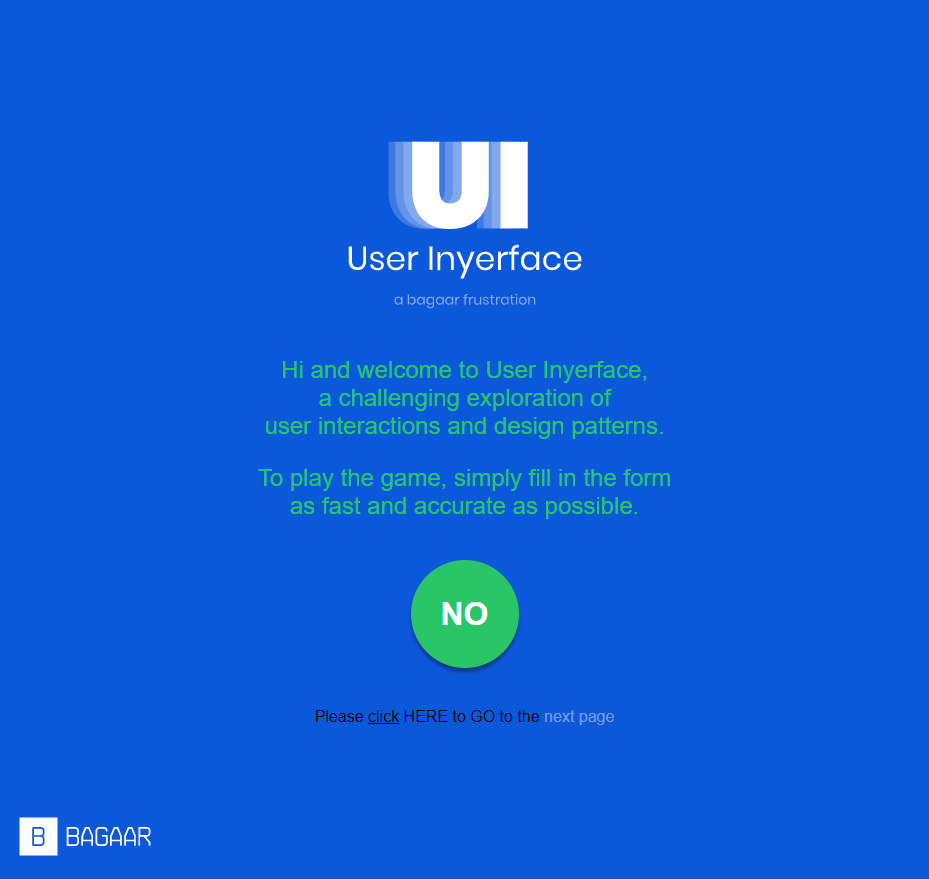 UI
User Inyerface
a bagaar frustration
Hi and welcome to User Inyerface,
a challenging exploration of
user interactions and design patterns.
To play the game, simply fill in the form
as fast and accurate as possible.
NO
Please click HERE to GO to the next page
B BAGAAR